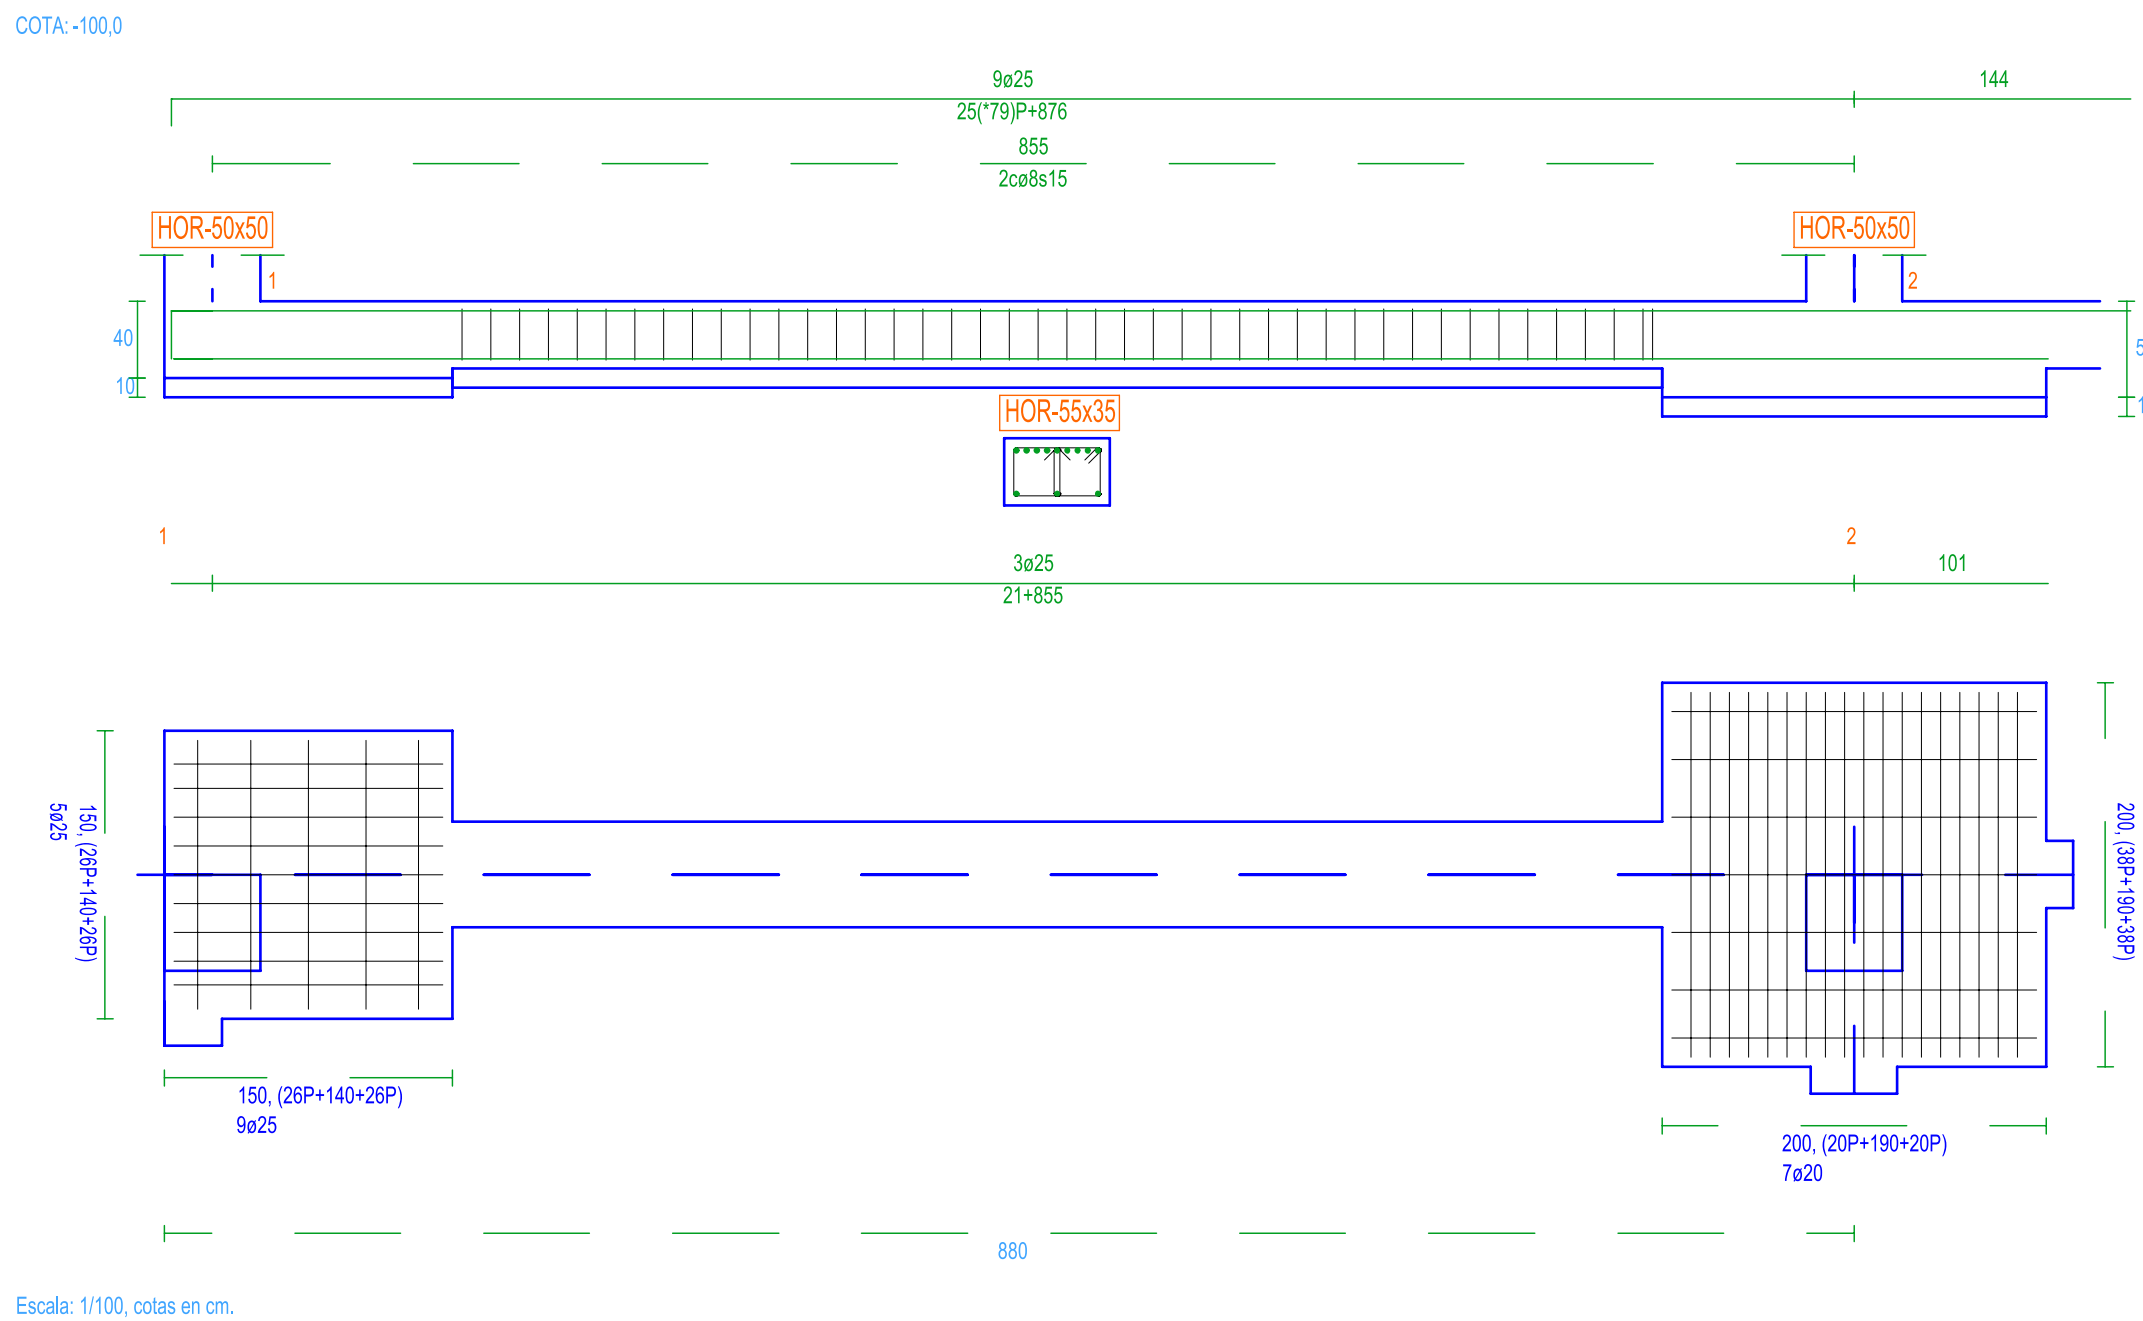 COTA: -100,0
9ø25
144
25(*79)P+876
855
2cø8s15
HOR-50x50
HOR-50x50
1
2
40
10
5
1
HOR-55x35
1
2
3ø25
101
21+855
150, (26P+140+26P)
5ø25
200, (38P+190+38P)
150, (26P+140+26P)
9ø25
200, (20P+190+20P)
7ø20
880
Escala: 1/100, cotas en cm.